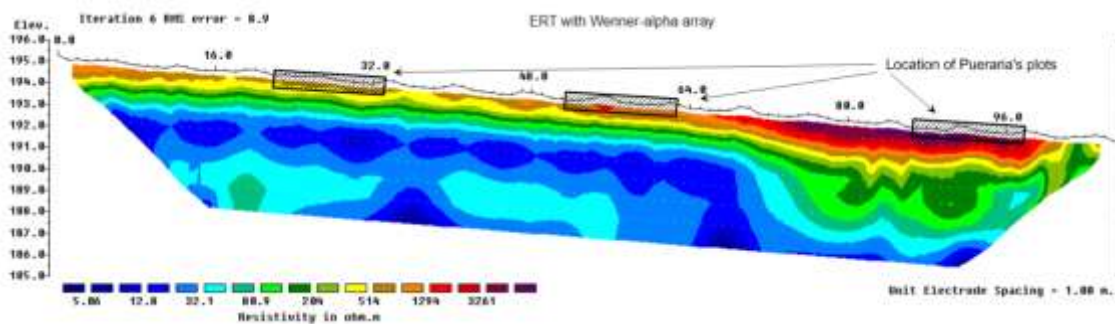 Iteration 6 RMS error = 8.9
ERT with Wenner-alpha array
Elev.
196.0
0.0
195.0
16.0
32.0
Location of Pueraria's plots
194.0
48.0
64.0
193.0
80.0
96.0
192.0
191.0
190.0
189.0
188.0
187.0
186.0
185.0
5.06 12.8 32.1 80.9 204 514 1294 3261
Resistivity in ohm.m
Unit Electrode Spacing = 1.00 m.